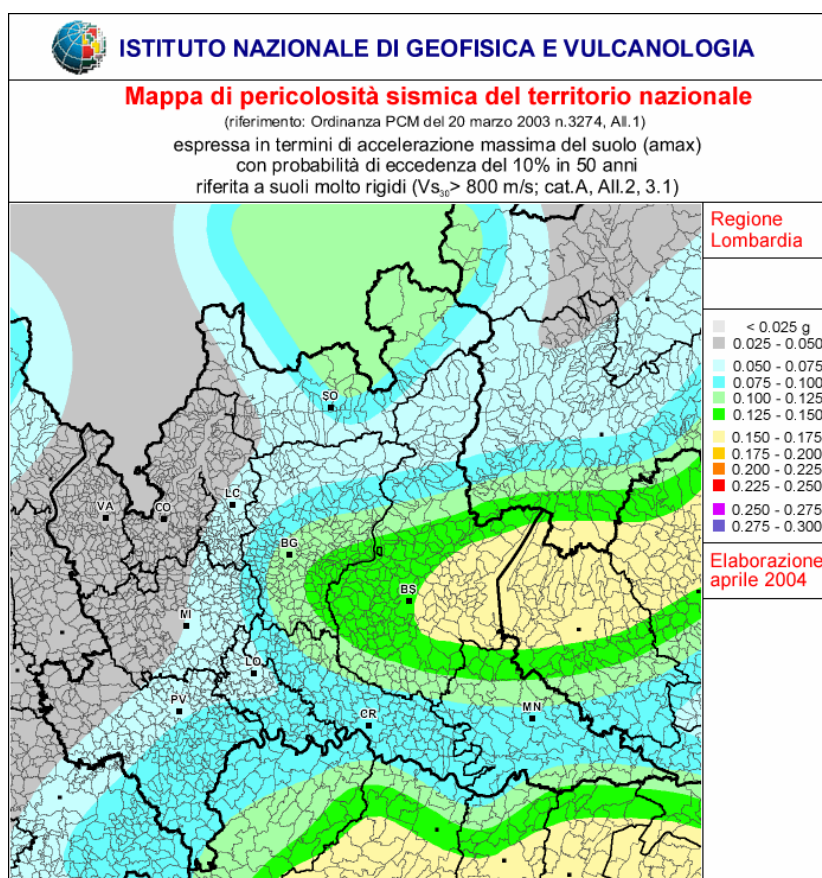 ISTITUTO NAZIONALE DI GEOFISICA E VULCANOLOGIA
Mappa di pericolosità sismica del territorio nazionale
(riferimento: Ordinanza PCM del 20 marzo 2003 n.3274, All.1)
espressa in termini di accelerazione massima del suolo (amax)
con probabilità di eccedenza del 10% in 50 anni
riferita a suoli molto rigidi (Vs₃₀> 800 m/s; cat.A, All.2, 3.1)
Regione
Lombardia
< 0.025 g
0.025 - 0.050
0.050 - 0.075
0.075 - 0.100
0.100 - 0.125
0.125 - 0.150
0.150 - 0.175
0.175 - 0.200
0.200 - 0.225
0.225 - 0.250
0.250 - 0.275
0.275 - 0.300
Elaborazione
aprile 2004
SO
LC
VA
CO
BG
BS
MI
LO
PV
CR
MN